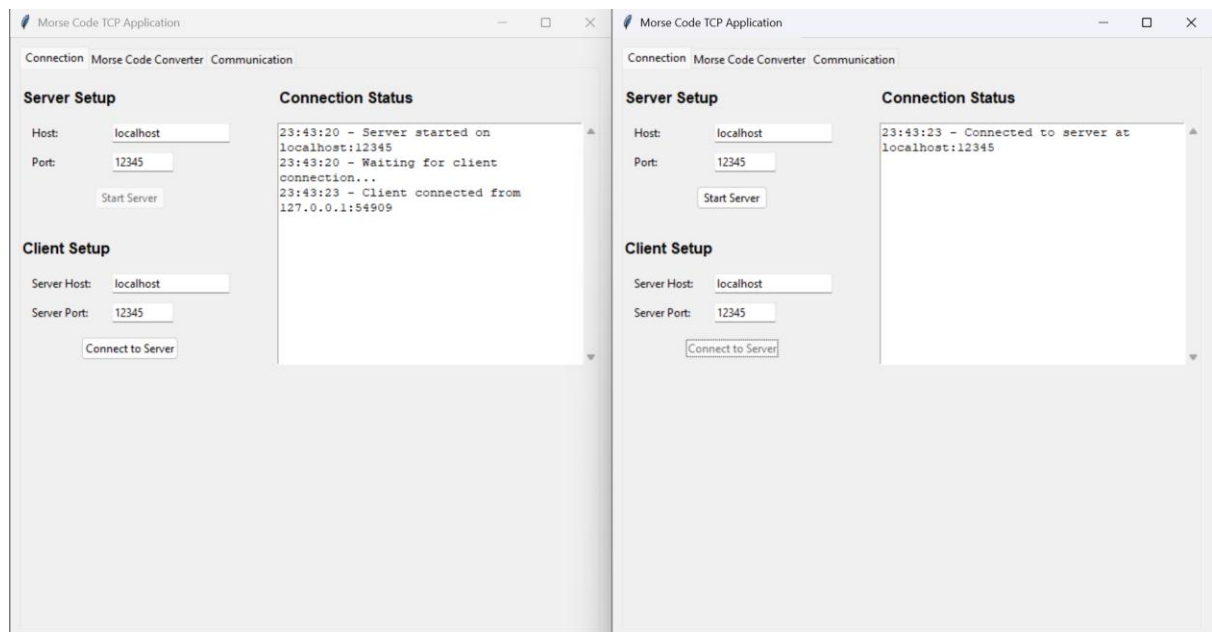 Morse Code TCP Application
Connection Morse Code Converter Communication
Server Setup
Host: localhost
Port: 12345
Start Server
Client Setup
Server Host: localhost
Server Port: 12345
Connect to Server
Connection Status
23:43:20 - Server started on
localhost:12345
23:43:20 - Waiting for client
connection...
23:43:23 - Client connected from
127.0.0.1:54909
Morse Code TCP Application
Connection Morse Code Converter Communication
Server Setup
Host: localhost
Port: 12345
Start Server
Client Setup
Server Host: localhost
Server Port: 12345
Connect to Server
Connection Status
23:43:23 - Connected to server at
localhost:12345